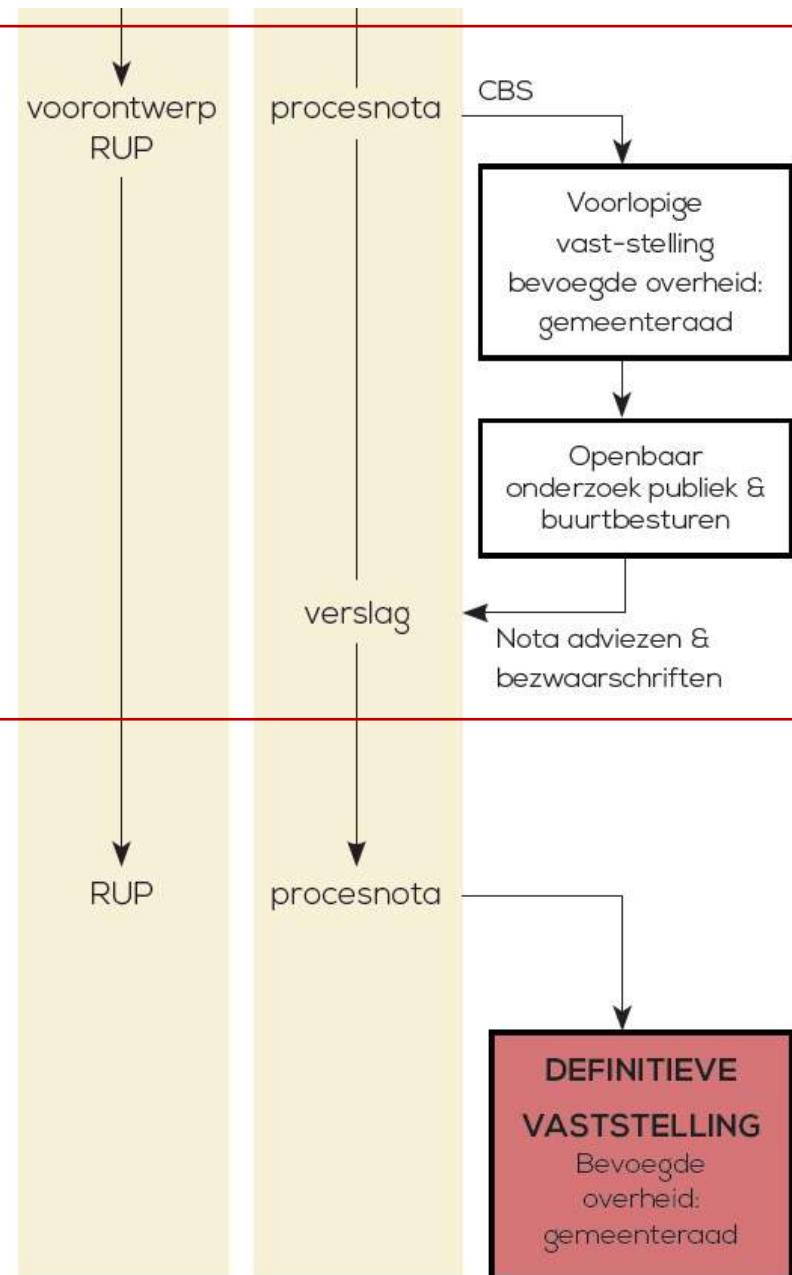 voorontwerp
RUP
procesnota
CBS
Voorlopige
vast-stelling
bevoegde overheid:
gemeenteraad
Openbaar
onderzoek publiek &
buurtbesturen
verslag
Nota adviezen &
bezwaarschriften
RUP
procesnota
DEFINITIEVE
VASTSTELLING
Bevoegde
overheid:
gemeenteraad